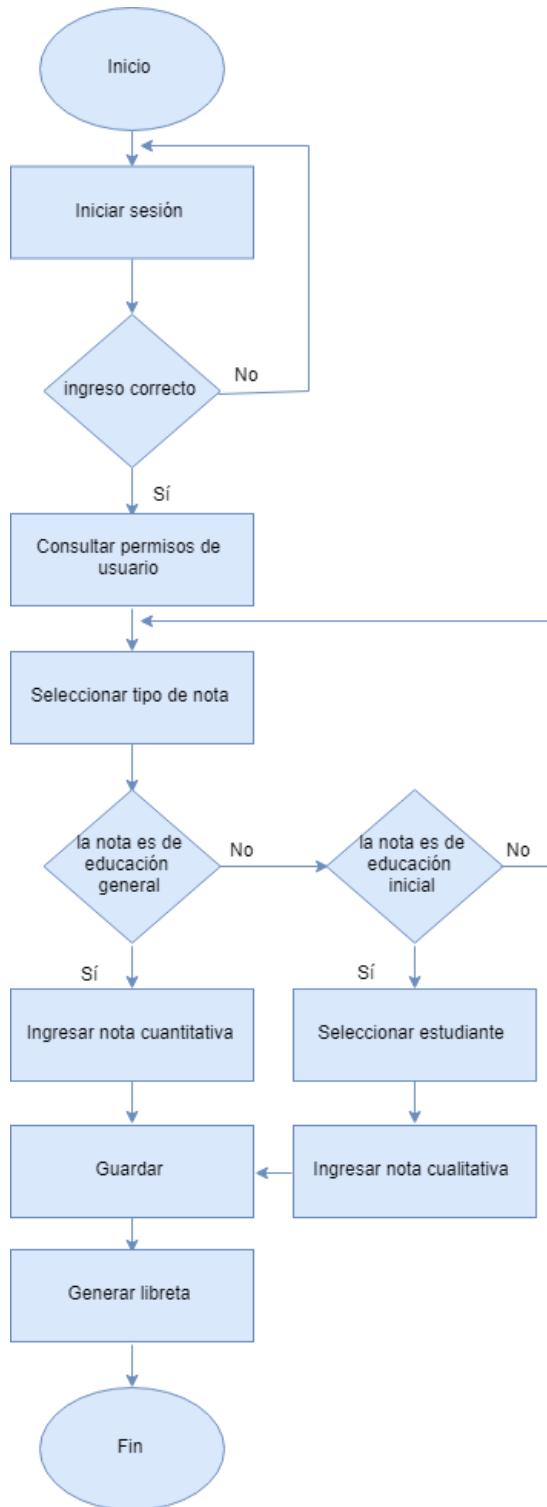 Inicio
Iniciar sesión
ingreso correcto
No
Sí
Consultar permisos de
usuario
Seleccionar tipo de nota
la nota es de
educación
general
No
la nota es de
educación
inicial
No
Sí
Sí
Ingresar nota cuantitativa
Seleccionar estudiante
Guardar
Ingresar nota cualitativa
Generar libreta
Fin